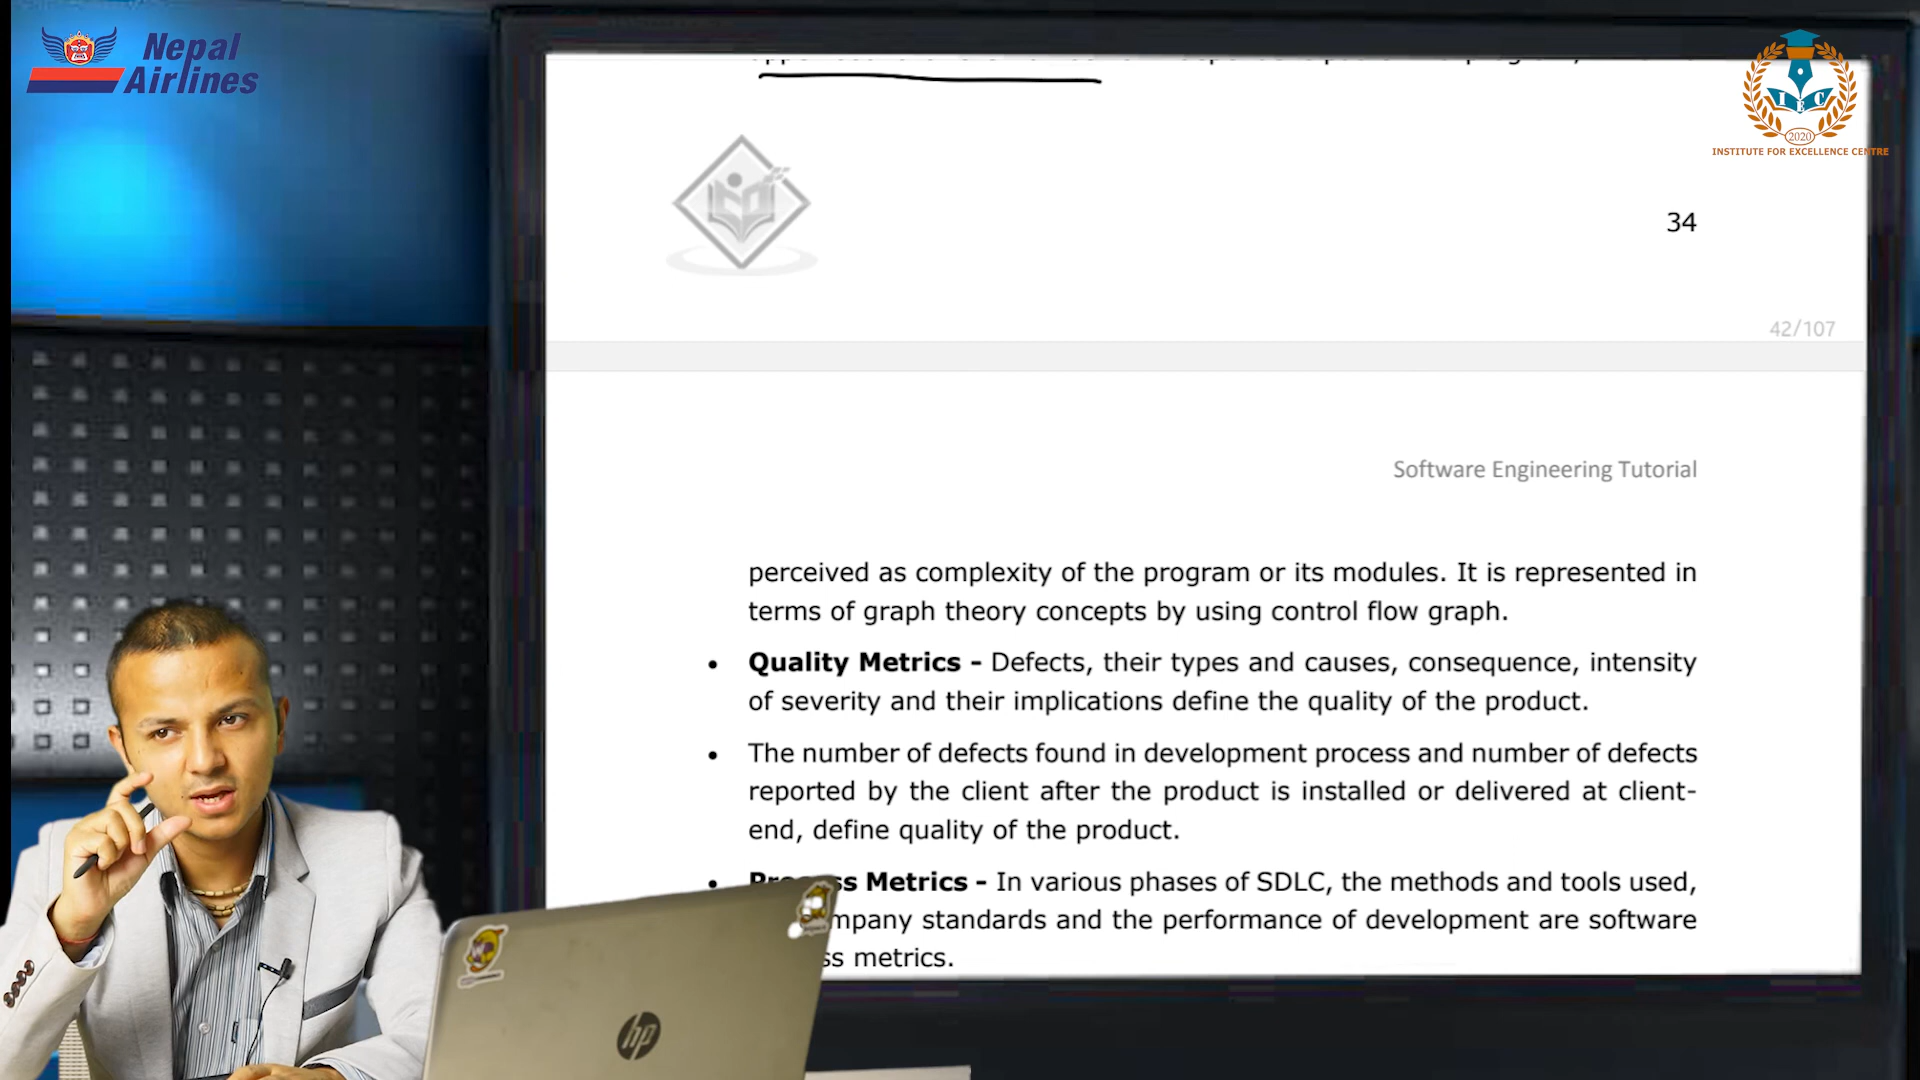 Nepal
Airlines
I E C
2020
INSTITUTE FOR EXCELLENCE CENTRE
34
42/107
Software Engineering Tutorial
perceived as complexity of the program or its modules. It is represented in
terms of graph theory concepts by using control flow graph.
• Quality Metrics - Defects, their types and causes, consequence, intensity
of severity and their implications define the quality of the product.
• The number of defects found in development process and number of defects
reported by the client after the product is installed or delivered at client-
end, define quality of the product.
• Metrics - In various phases of SDLC, the methods and tools used,
standards and the performance of development are software
metrics.
hp